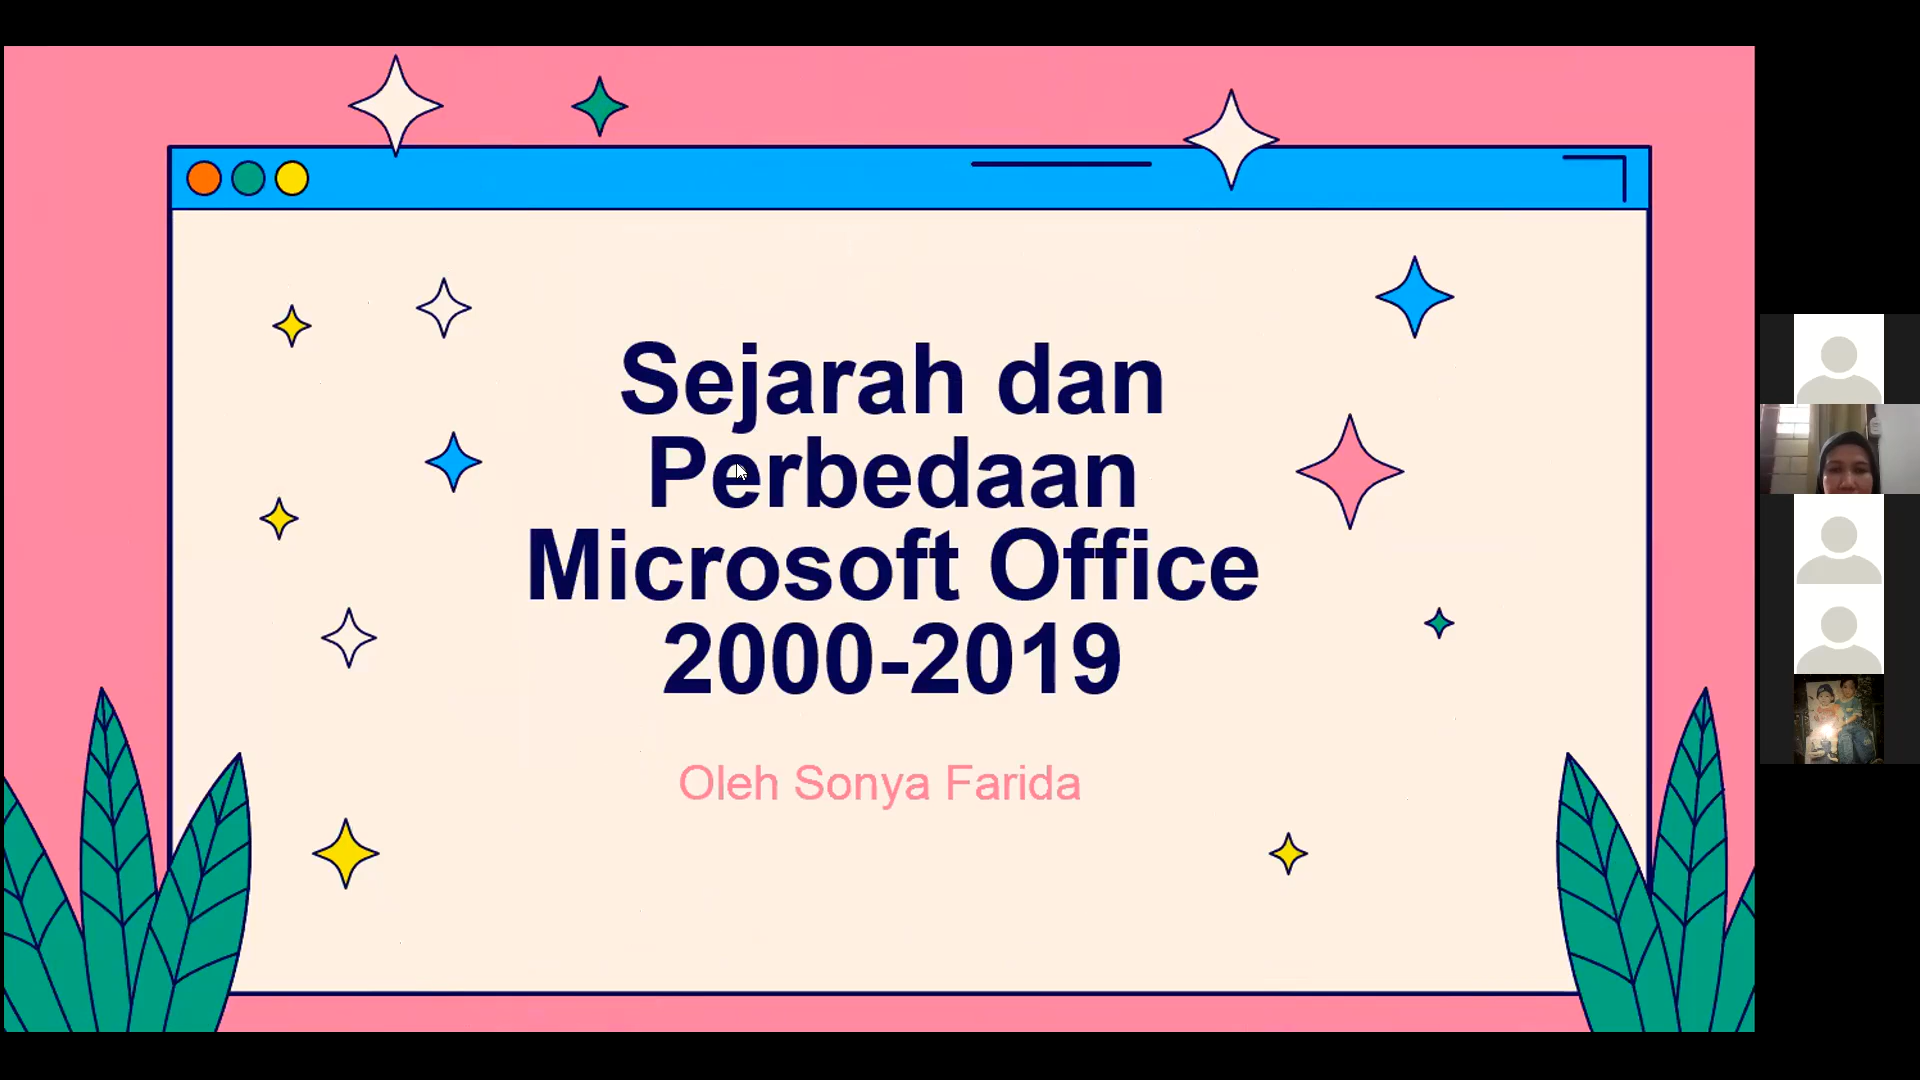 Sejarah dan
Perbedaan
Microsoft Office
2000-2019
Oleh Sonya Farida